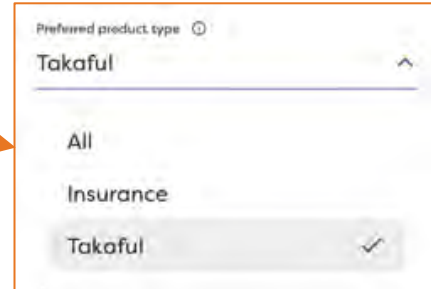 Preferred product type
Takaful
All
Insurance
Takaful